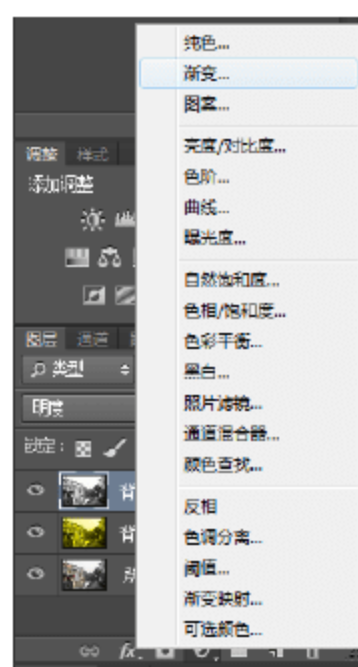 纯色...
渐变...
图案...
亮度/对比度...
色阶...
曲线...
曝光度...
自然饱和度...
色相/饱和度...
色彩平衡...
黑白...
照片滤镜...
通道混合器...
颜色查找...
反相
色调分离...
阈值...
渐变映射...
可选颜色...
调整 样式
添加调整
图层 通道
类型
明度
锁定:
背
背
fx